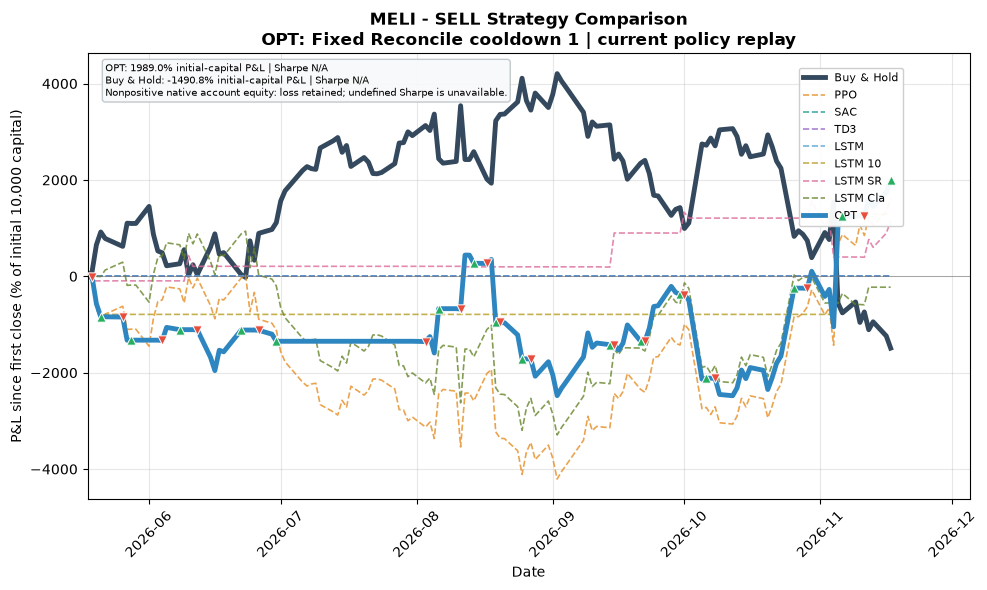 MELI - SELL Strategy Comparison
OPT: Fixed Reconcile cooldown 1 | current policy replay
OPT: 1989.0% initial-capital P&L | Sharpe N/A
Buy & Hold: -1490.8% initial-capital P&L | Sharpe N/A
Nonpositive native account equity: loss retained; undefined Sharpe is unavailable.
Buy & Hold
PPO
SAC
TD3
LSTM
LSTM 10
LSTM SR
LSTM Cla
OPT
P&L since first close (% of initial 10,000 capital)
4000
2000
0
−2000
−4000
2026-06
2026-07
2026-08
2026-09
2026-10
2026-11
2026-12
Date